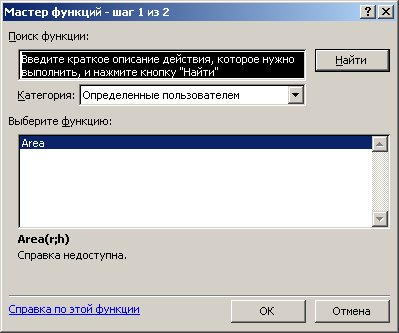 Мастер функций - шаг 1 из 2
Поиск функции:
Введите краткое описание действия, которое нужно
выполнить, и нажмите кнопку "Найти"
Найти
Категория: Определенные пользователем
Выберите функцию:
Area
Area(r;h)
Справка недоступна.
Справка по этой функции
ОК
Отмена